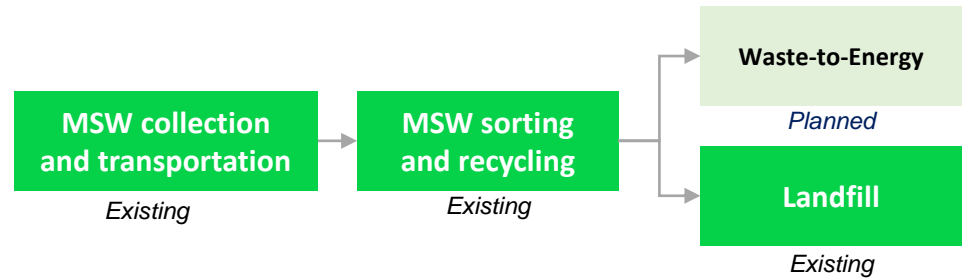 MSW collection
and transportation
Existing
MSW sorting
and recycling
Existing
Waste-to-Energy
Planned
Landfill
Existing